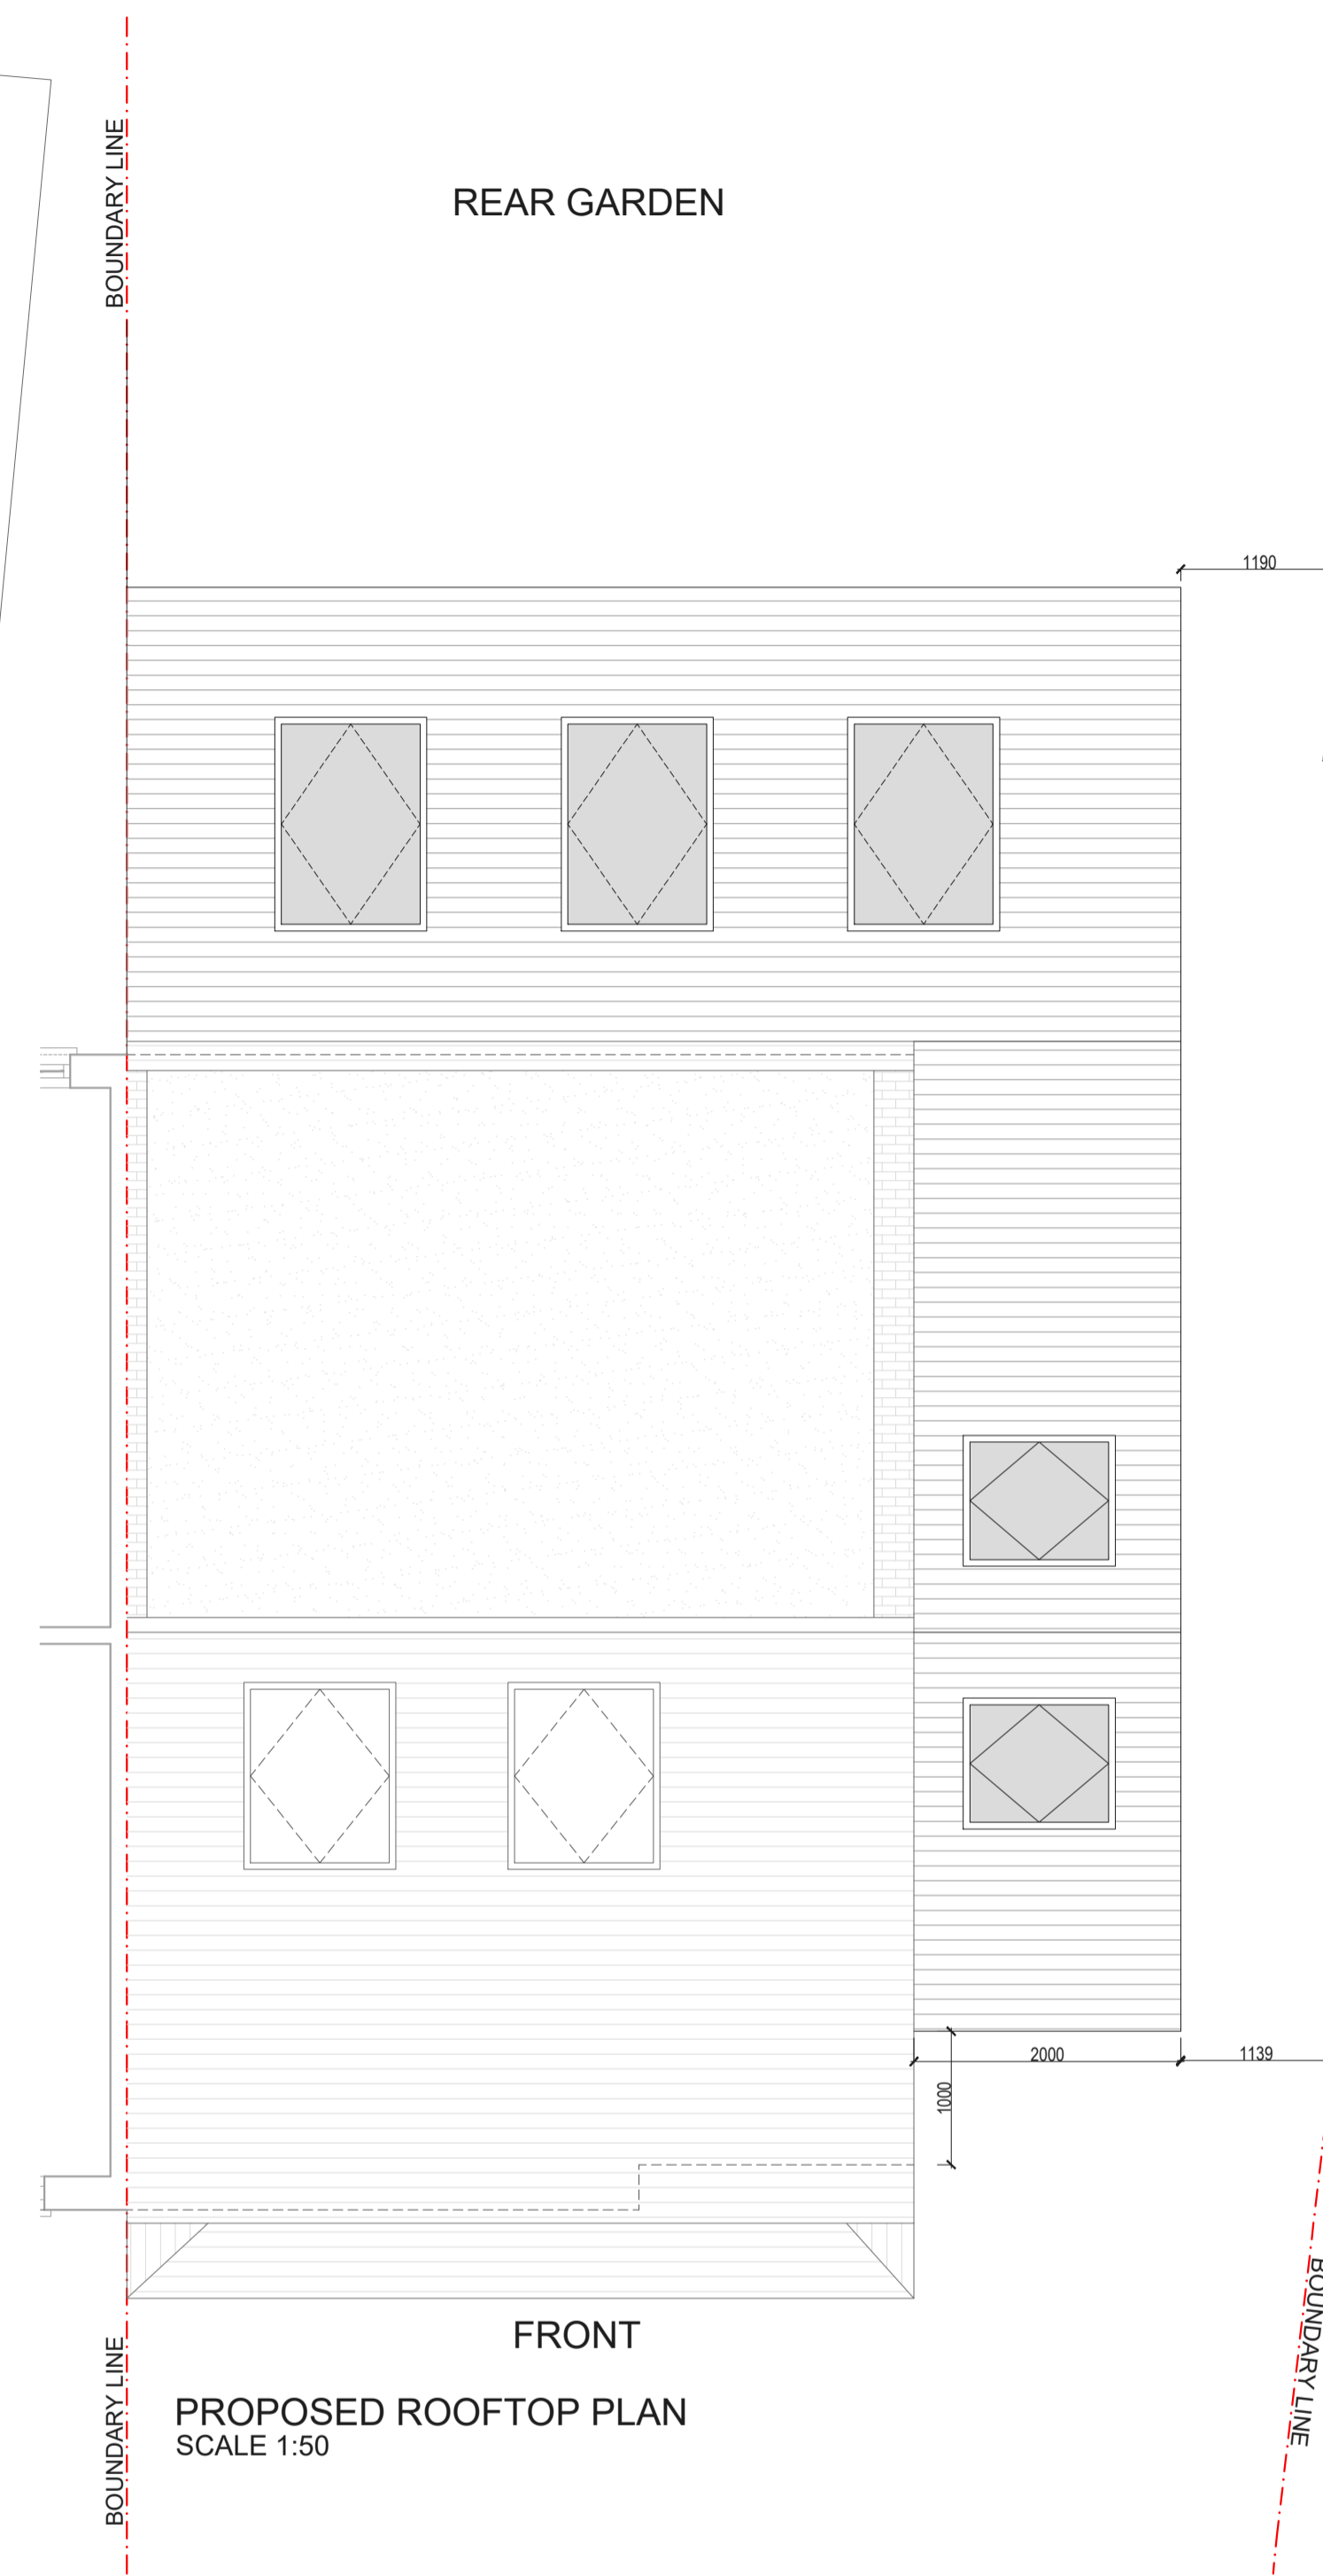 BOUNDARY LINE
REAR GARDEN
1190
2000
1139
1000
FRONT
BOUNDARY LINE
BOUNDARY LINE
PROPOSED ROOFTOP PLAN
SCALE 1:50